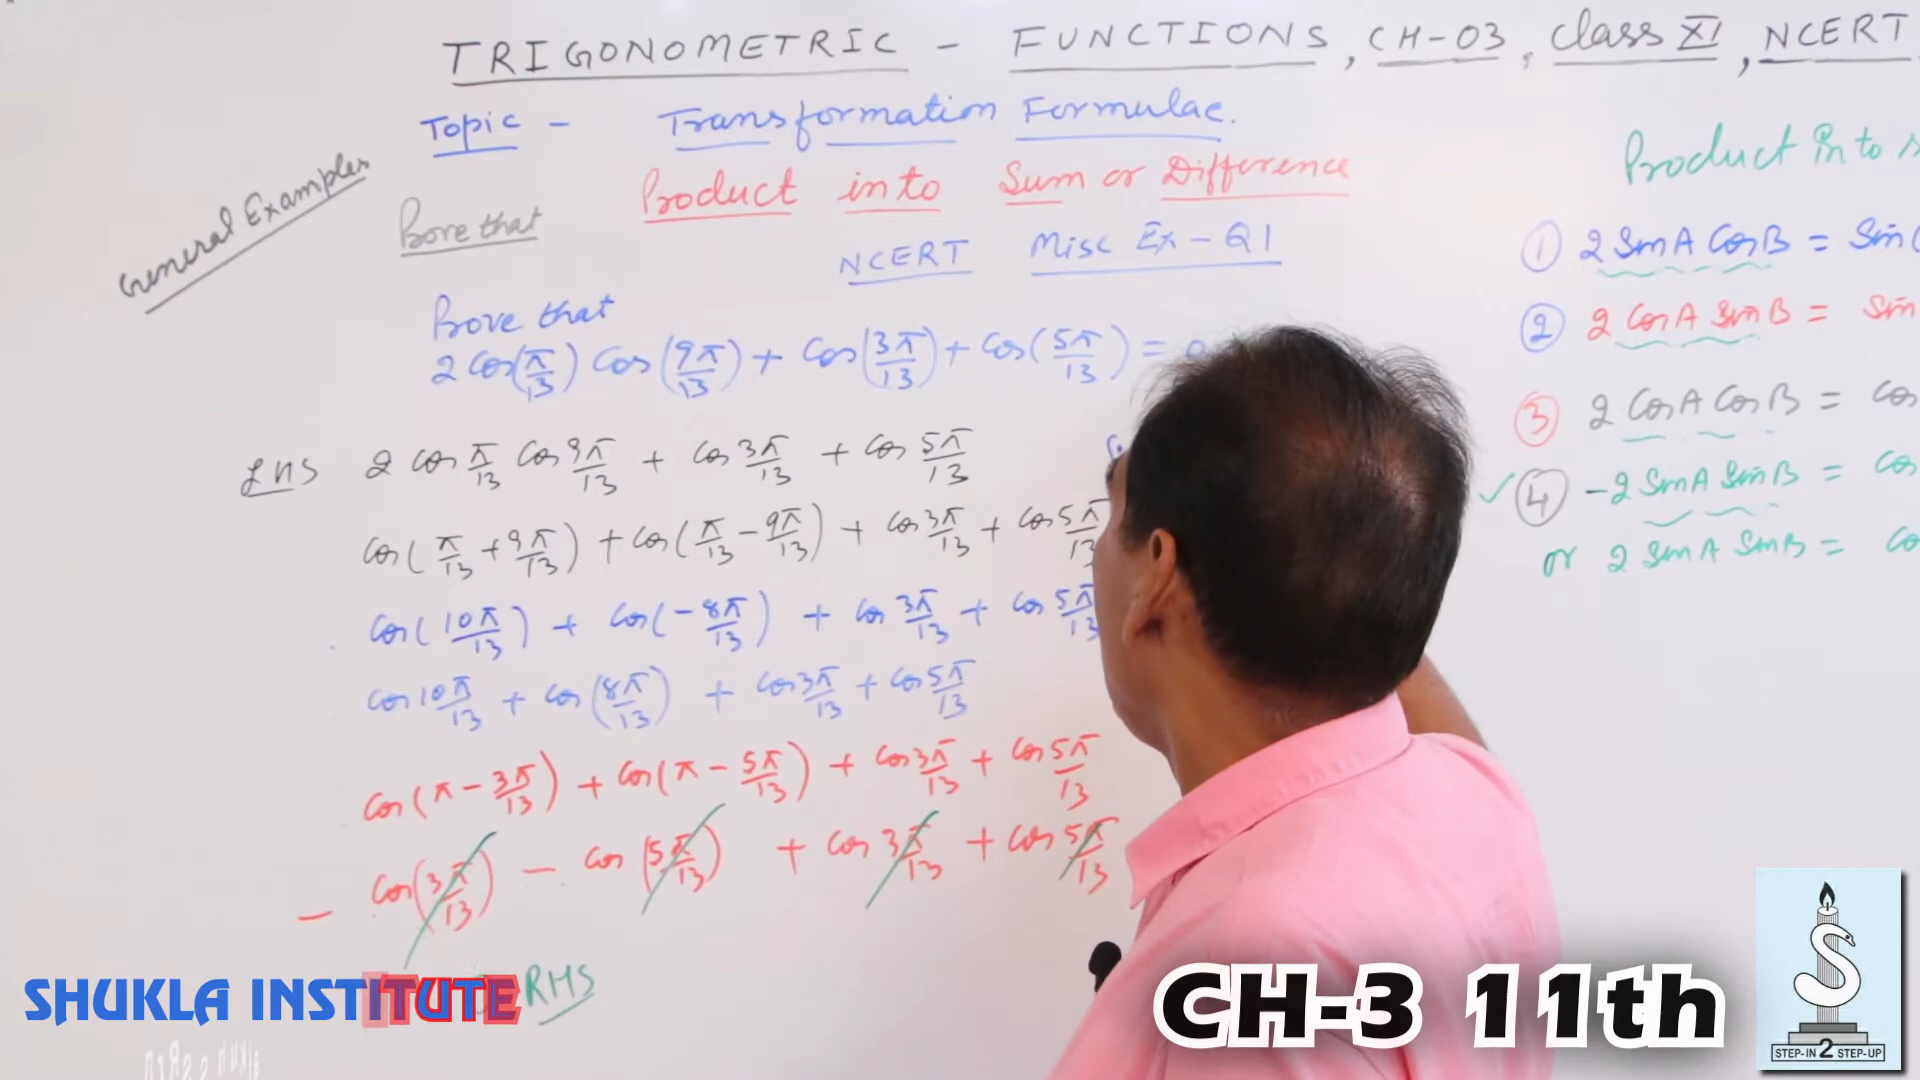 TRIGONOMETRIC - FUNCTIONS, CH-03, Class XI, NCERT
Topic - Transformation Formulae.
General Examples
Prove that
Product into Sum or Difference
NCERT Misc Ex-Q1
Prove that
2 cos(π/13) cos(9π/13) + cos(3π/13) + cos(5π/13) =
LHS 2 cos π/13 cos 9π/13 + cos 3π/13 + cos 5π/13
cos(π/13 + 9π/13) + cos(π/13 - 9π/13) + cos 3π/13 + cos 5π/13
cos(10π/13) + cos(-8π/13) + cos 3π/13 + cos 5π/13
cos 10π/13 + cos(8π/13) + cos 3π/13 + cos 5π/13
cos(π - 3π/13) + cos(π - 5π/13) + cos 3π/13 + cos 5π/13
- cos(3π/13) - cos(5π/13) + cos 3π/13 + cos 5π/13
RHS
Product into
① 2 Sin A Cos B = Sin(
② 2 Cos A Sin B = Sin
③ 2 Cos A Cos B = Cos
✓ ④ -2 Sin A Sin B = Cos
or 2 Sin A Sin B = Co
SHUKLA INSTITUTE
CH-3 11th
STEP-IN 2 STEP-UP